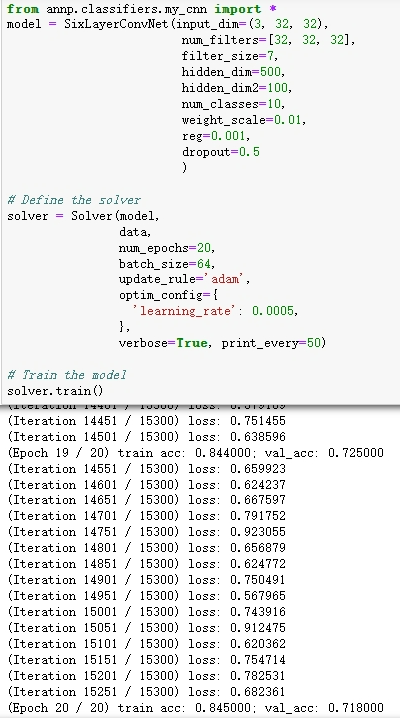 from annp.classifiers.my_cnn import *
model = SixLayerConvNet(input_dim=(3, 32, 32),
num_filters=[32, 32, 32],
filter_size=7,
hidden_dim=500,
hidden_dim2=100,
num_classes=10,
weight_scale=0.01,
reg=0.001,
dropout=0.5
)
# Define the solver
solver = Solver(model,
data,
num_epochs=20,
batch_size=64,
update_rule='adam',
optim_config={
'learning_rate': 0.0005,
},
verbose=True, print_every=50)
# Train the model
solver.train()
(Iteration 14451 / 15300) loss: 0.751455
(Iteration 14501 / 15300) loss: 0.638596
(Epoch 19 / 20) train acc: 0.844000; val_acc: 0.725000
(Iteration 14551 / 15300) loss: 0.659923
(Iteration 14601 / 15300) loss: 0.624237
(Iteration 14651 / 15300) loss: 0.667597
(Iteration 14701 / 15300) loss: 0.791752
(Iteration 14751 / 15300) loss: 0.923055
(Iteration 14801 / 15300) loss: 0.656879
(Iteration 14851 / 15300) loss: 0.624772
(Iteration 14901 / 15300) loss: 0.750491
(Iteration 14951 / 15300) loss: 0.567965
(Iteration 15001 / 15300) loss: 0.743916
(Iteration 15051 / 15300) loss: 0.912475
(Iteration 15101 / 15300) loss: 0.620362
(Iteration 15151 / 15300) loss: 0.754714
(Iteration 15201 / 15300) loss: 0.782531
(Iteration 15251 / 15300) loss: 0.682361
(Epoch 20 / 20) train acc: 0.845000; val_acc: 0.718000